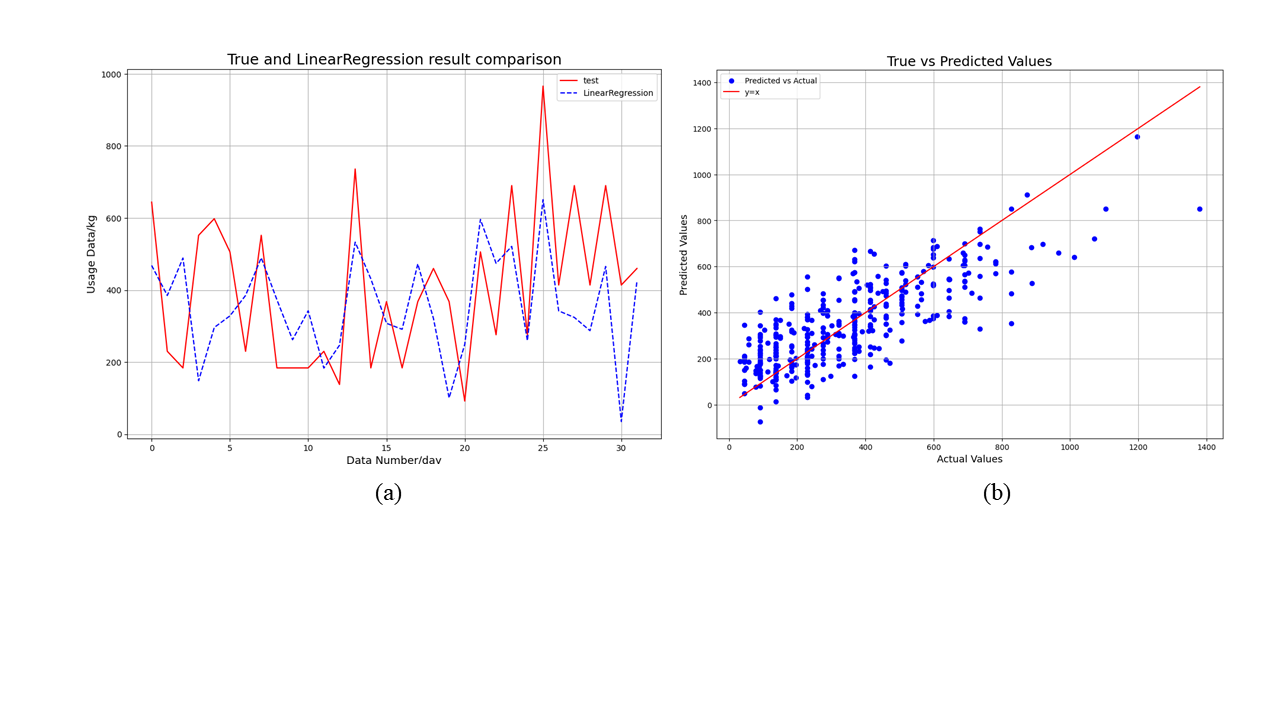 True and LinearRegression result comparison
test
LinearRegression
Usage Data/kg
1000
800
600
400
200
0
0 5 10 15 20 25 30
Data Number/day
(a)
True vs Predicted Values
Predicted vs Actual
y=x
Predicted Values
1400
1200
1000
800
600
400
200
0
0 200 400 600 800 1000 1200 1400
Actual Values
(b)